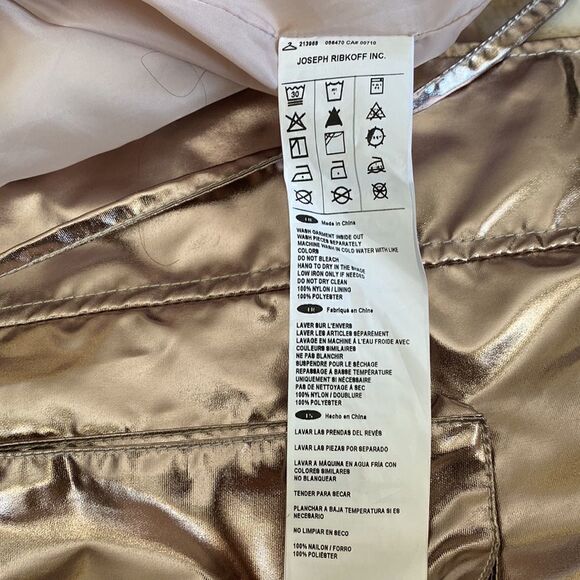 213968 056470 CA# 00710
JOSEPH RIBKOFF INC.
30
EN Made in China
WASH GARMENT INSIDE OUT
WASH PIECES SEPARATELY
MACHINE WASH IN COLD WATER WITH LIKE
COLORS
DO NOT BLEACH
HANG TO DRY IN THE SHADE
LOW IRON ONLY IF NEEDED
DO NOT DRY CLEAN
100% NYLON / LINING
100% POLYESTER
FR Fabriqué en Chine
LAVER SUR L'ENVERS
LAVER LES ARTICLES SÉPARÉMENT
LAVAGE EN MACHINE À L'EAU FROIDE AVEC
COULEURS SIMILAIRES
NE PAS BLANCHIR
SUSPENDRE POUR LE SÉCHAGE
REPASSAGE À BASSE TEMPÉRATURE
UNIQUEMENT SI NÉCESSAIRE
PAS DE NETTOYAGE À SEC
100% NYLON / DOUBLURE
100% POLYESTER
ES Hecho en China
LAVAR LAS PRENDAS DEL REVÉS
LAVAR LAS PIEZAS POR SEPARADO
LAVAR A MÁQUINA EN AGUA FRÍA CON
COLORES SIMILARES
NO BLANQUEAR
TENDER PARA SECAR
PLANCHAR A BAJA TEMPERATURA SI ES
NECESARIO
NO LIMPIAR EN SECO
100% NAILON / FORRO
100% POLIÉSTER